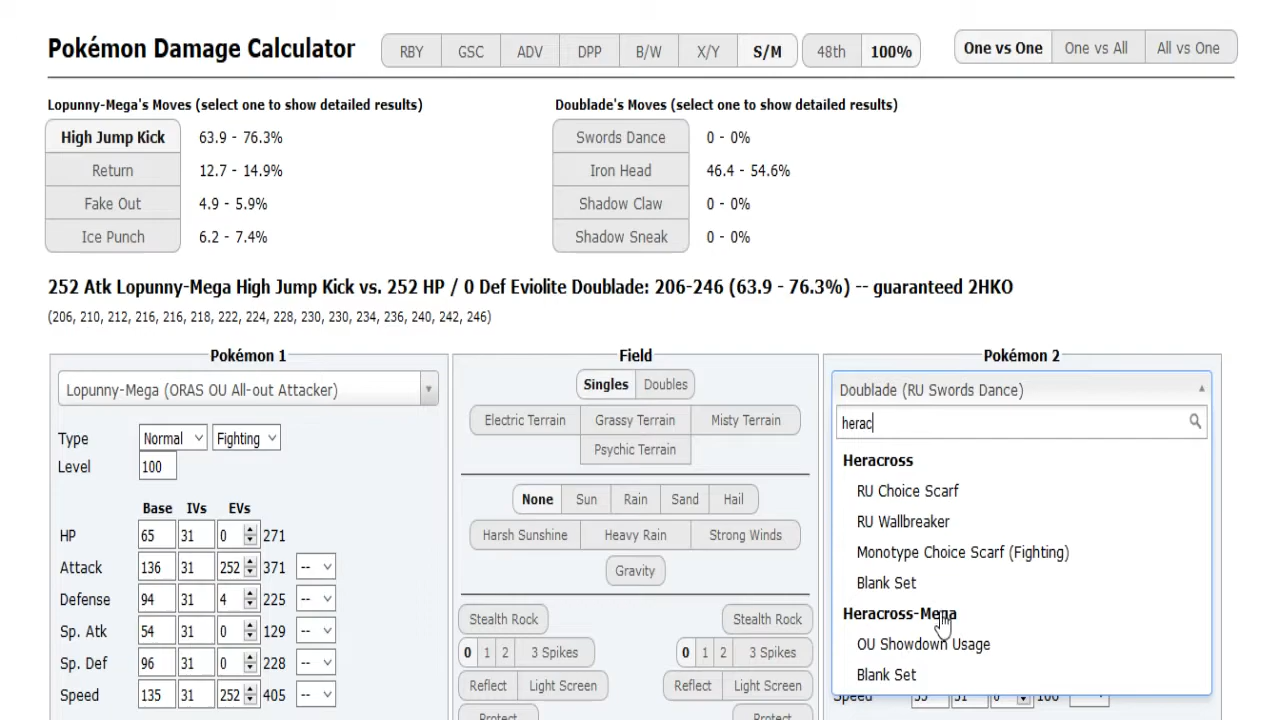 Pokémon Damage Calculator
RBY GSC ADV DPP B/W X/Y S/M 48th 100%
One vs One One vs All All vs One
Lopunny-Mega's Moves (select one to show detailed results)
High Jump Kick 63.9 - 76.3%
Return 12.7 - 14.9%
Fake Out 4.9 - 5.9%
Ice Punch 6.2 - 7.4%
Doublade's Moves (select one to show detailed results)
Swords Dance 0 - 0%
Iron Head 46.4 - 54.6%
Shadow Claw 0 - 0%
Shadow Sneak 0 - 0%
252 Atk Lopunny-Mega High Jump Kick vs. 252 HP / 0 Def Eviolite Doublade: 206-246 (63.9 - 76.3%) -- guaranteed 2HKO
(206, 210, 212, 216, 216, 218, 222, 224, 228, 230, 230, 234, 236, 240, 242, 246)
Pokémon 1
Lopunny-Mega (ORAS OU All-out Attacker)
Type Normal Fighting
Level 100
Base IVs EVs
HP 65 31 0 271
Attack 136 31 252 371 --
Defense 94 31 4 225 --
Sp. Atk 54 31 0 129 --
Sp. Def 96 31 0 228 --
Speed 135 31 252 405 --
Field
Singles Doubles
Electric Terrain Grassy Terrain Misty Terrain
Psychic Terrain
None Sun Rain Sand Hail
Harsh Sunshine Heavy Rain Strong Winds
Gravity
Stealth Rock Stealth Rock
0 1 2 3 Spikes 0 1 2 3 Spikes
Reflect Light Screen Reflect Light Screen
Protect Protect
Pokémon 2
Doublade (RU Swords Dance)
herac
Heracross
RU Choice Scarf
RU Wallbreaker
Monotype Choice Scarf (Fighting)
Blank Set
Heracross-Mega
OU Showdown Usage
Blank Set
Speed 35 31 0 106 --